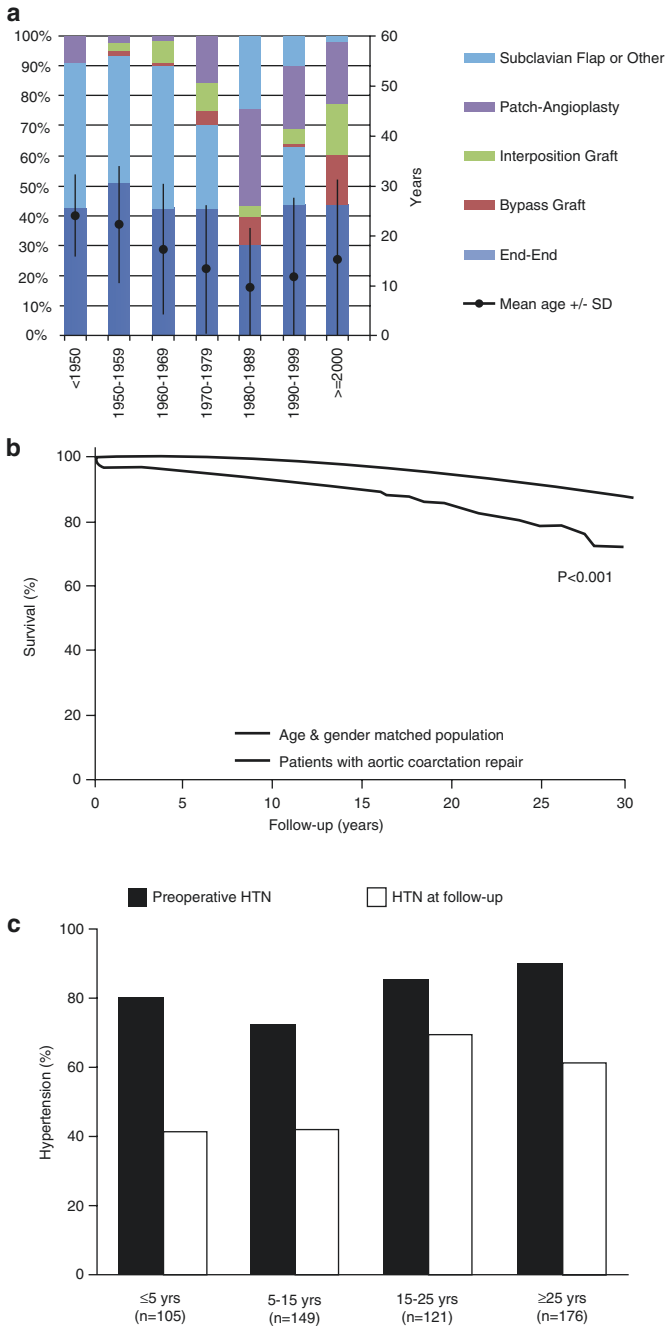 a
100%
90%
80%
70%
60%
50%
40%
30%
20%
10%
0%
60
50
40
30
20
10
0
Years
<1950
1950-1959
1960-1969
1970-1979
1980-1989
1990-1999
>=2000
Subclavian Flap or Other
Patch-Angioplasty
Interposition Graft
Bypass Graft
End-End
Mean age +/- SD
b
100
80
60
40
20
0
Survival (%)
P<0.001
Age & gender matched population
Patients with aortic coarctation repair
0 5 10 15 20 25 30
Follow-up (years)
Preoperative HTN
HTN at follow-up
c
100
80
60
40
20
0
Hypertension (%)
≤5 yrs 5-15 yrs 15-25 yrs ≥25 yrs
(n=105) (n=149) (n=121) (n=176)